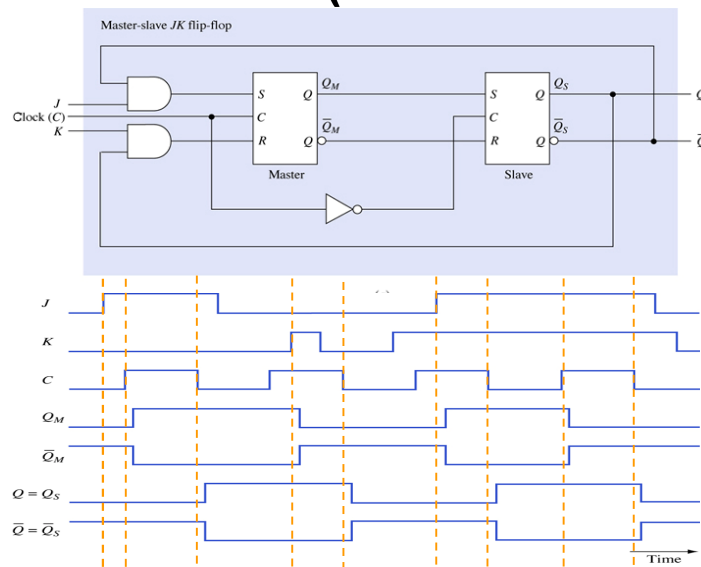 Master-slave JK flip-flop
Q_M
Q_S
J
S
Q
S
Q
Q
Clock (C)
C
C
K
Q̅_M
Q̅_S
R
Q
R
Q
Q̅
Master
Slave
J
K
C
Q_M
Q̅_M
Q = Q_S
Q̅ = Q̅_S
Time